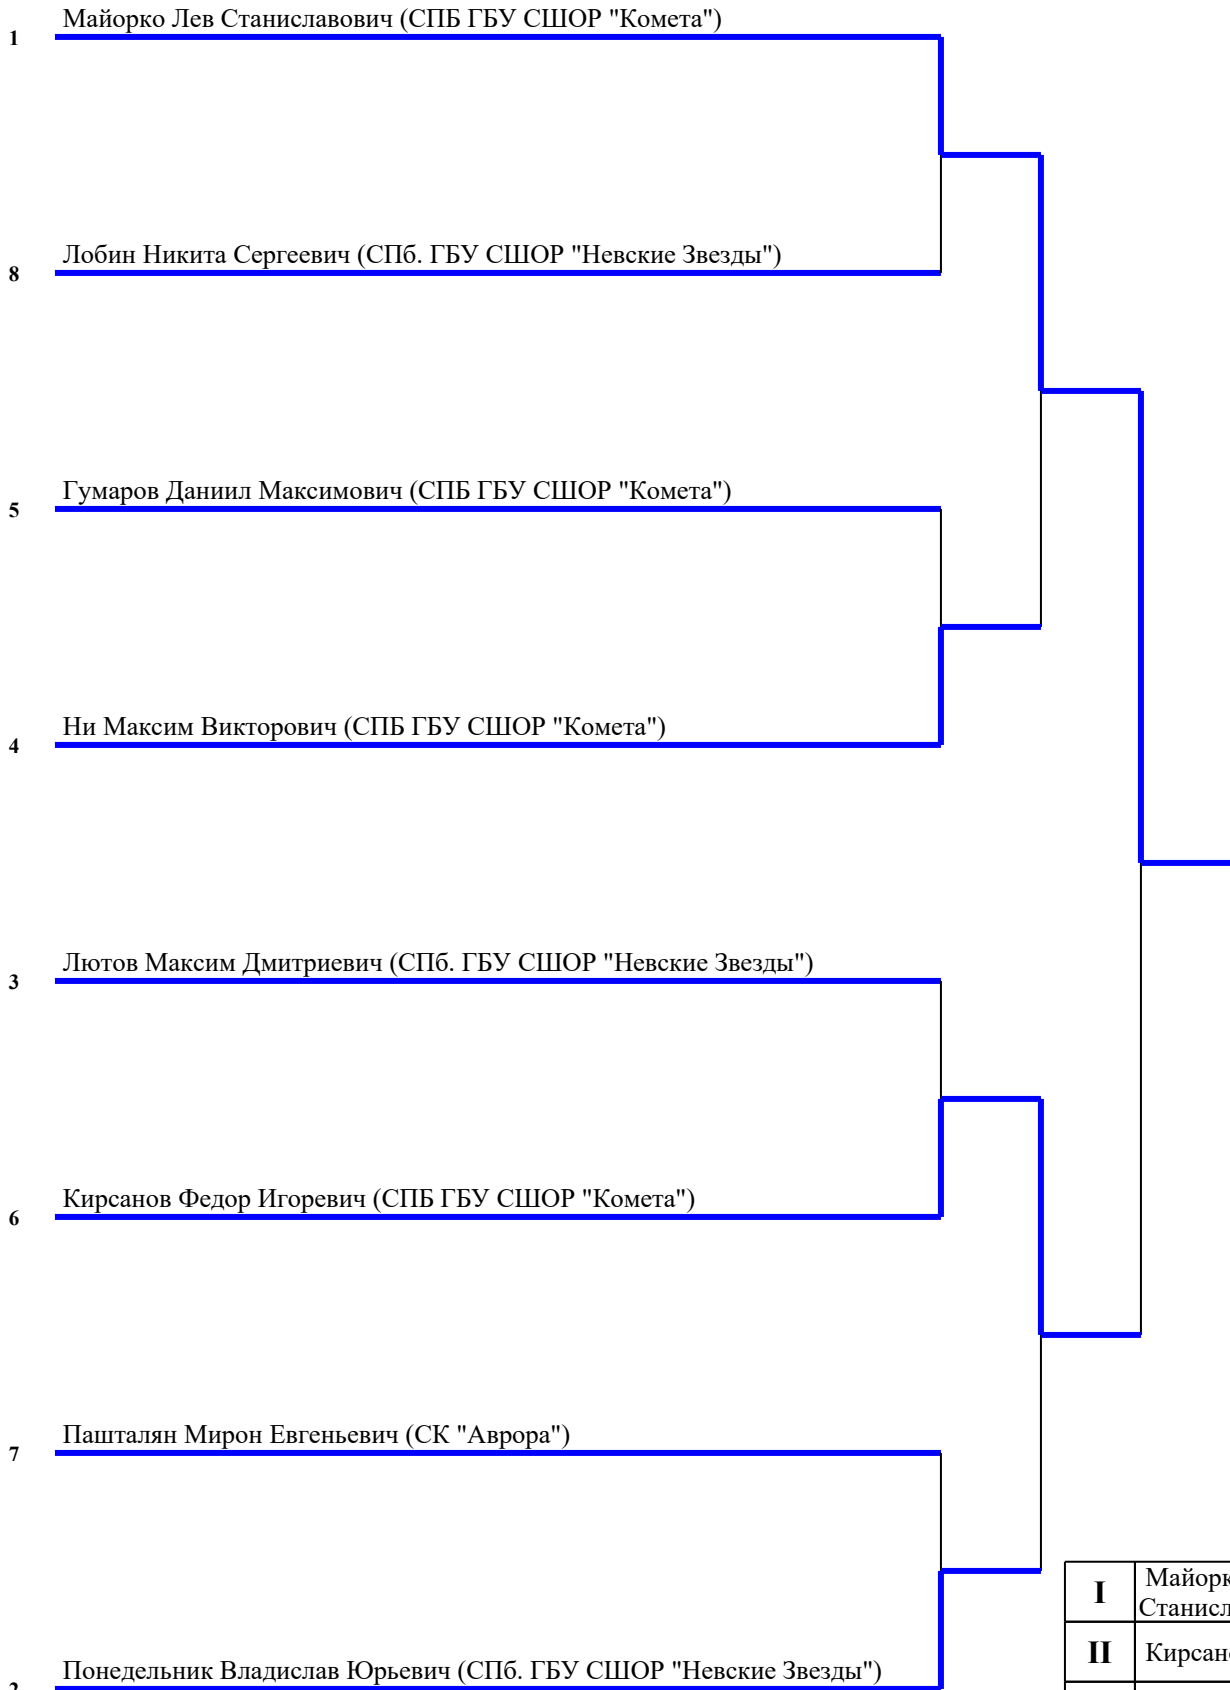 Майорко Лев Станиславович (СПБ ГБУ СШОР "Комета")
1
Лобин Никита Сергеевич (СПб. ГБУ СШОР "Невские Звезды")
8
Гумаров Даниил Максимович (СПБ ГБУ СШОР "Комета")
5
Ни Максим Викторович (СПБ ГБУ СШОР "Комета")
4
Лютов Максим Дмитриевич (СПб. ГБУ СШОР "Невские Звезды")
3
Кирсанов Федор Игоревич (СПБ ГБУ СШОР "Комета")
6
Пашталян Мирон Евгеньевич (СК "Аврора")
7
I
II
Понедельник Владислав Юрьевич (СПб. ГБУ СШОР "Невские Звезды")
2